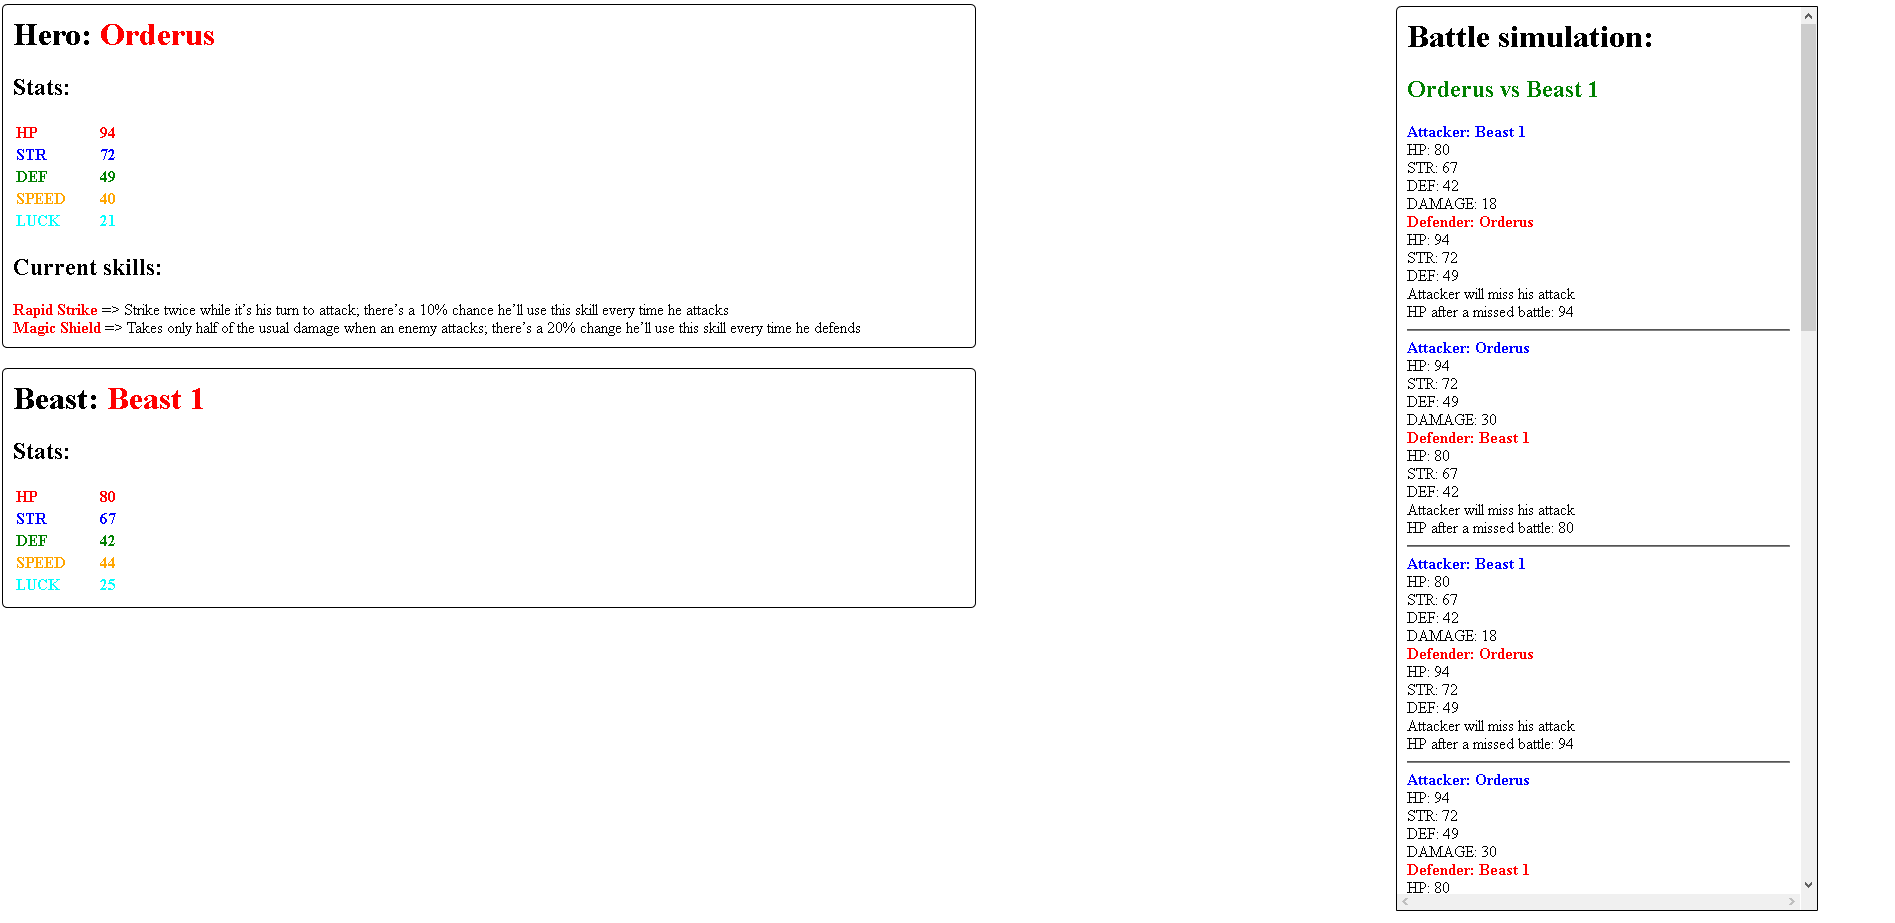 Hero: Orderus
Stats:
HP 94
STR 72
DEF 49
SPEED 40
LUCK 21
Current skills:
Rapid Strike => Strike twice while it’s his turn to attack; there’s a 10% chance he’ll use this skill every time he attacks
Magic Shield => Takes only half of the usual damage when an enemy attacks; there’s a 20% change he’ll use this skill every time he defends
Beast: Beast 1
Stats:
HP 80
STR 67
DEF 42
SPEED 44
LUCK 25
Battle simulation:
Orderus vs Beast 1
Attacker: Beast 1
HP: 80
STR: 67
DEF: 42
DAMAGE: 18
Defender: Orderus
HP: 94
STR: 72
DEF: 49
Attacker will miss his attack
HP after a missed battle: 94
Attacker: Orderus
HP: 94
STR: 72
DEF: 49
DAMAGE: 30
Defender: Beast 1
HP: 80
STR: 67
DEF: 42
Attacker will miss his attack
HP after a missed battle: 80
Attacker: Beast 1
HP: 80
STR: 67
DEF: 42
DAMAGE: 18
Defender: Orderus
HP: 94
STR: 72
DEF: 49
Attacker will miss his attack
HP after a missed battle: 94
Attacker: Orderus
HP: 94
STR: 72
DEF: 49
DAMAGE: 30
Defender: Beast 1
HP: 80